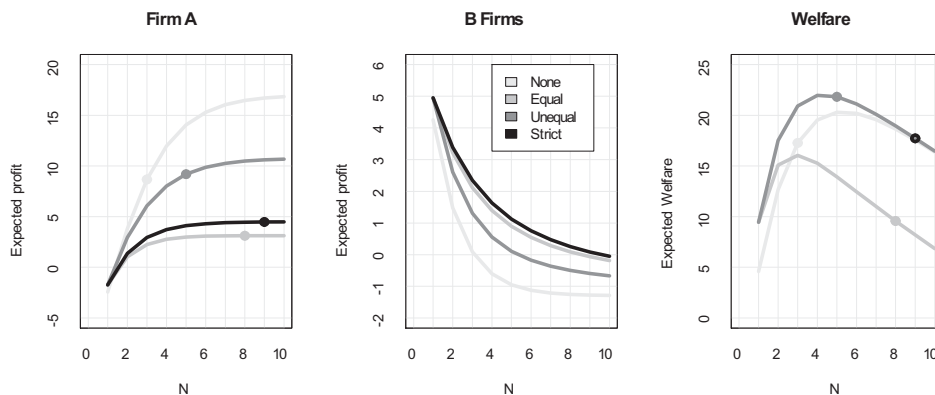 Firm A
B Firms
Welfare
Expected profit
-5 0 5 10 15 20
0 2 4 6 8 10
N
Expected profit
-2 -1 0 1 2 3 4 5 6
None
Equal
Unequal
Strict
0 2 4 6 8 10
N
Expected Welfare
0 5 10 15 20 25
0 2 4 6 8 10
N